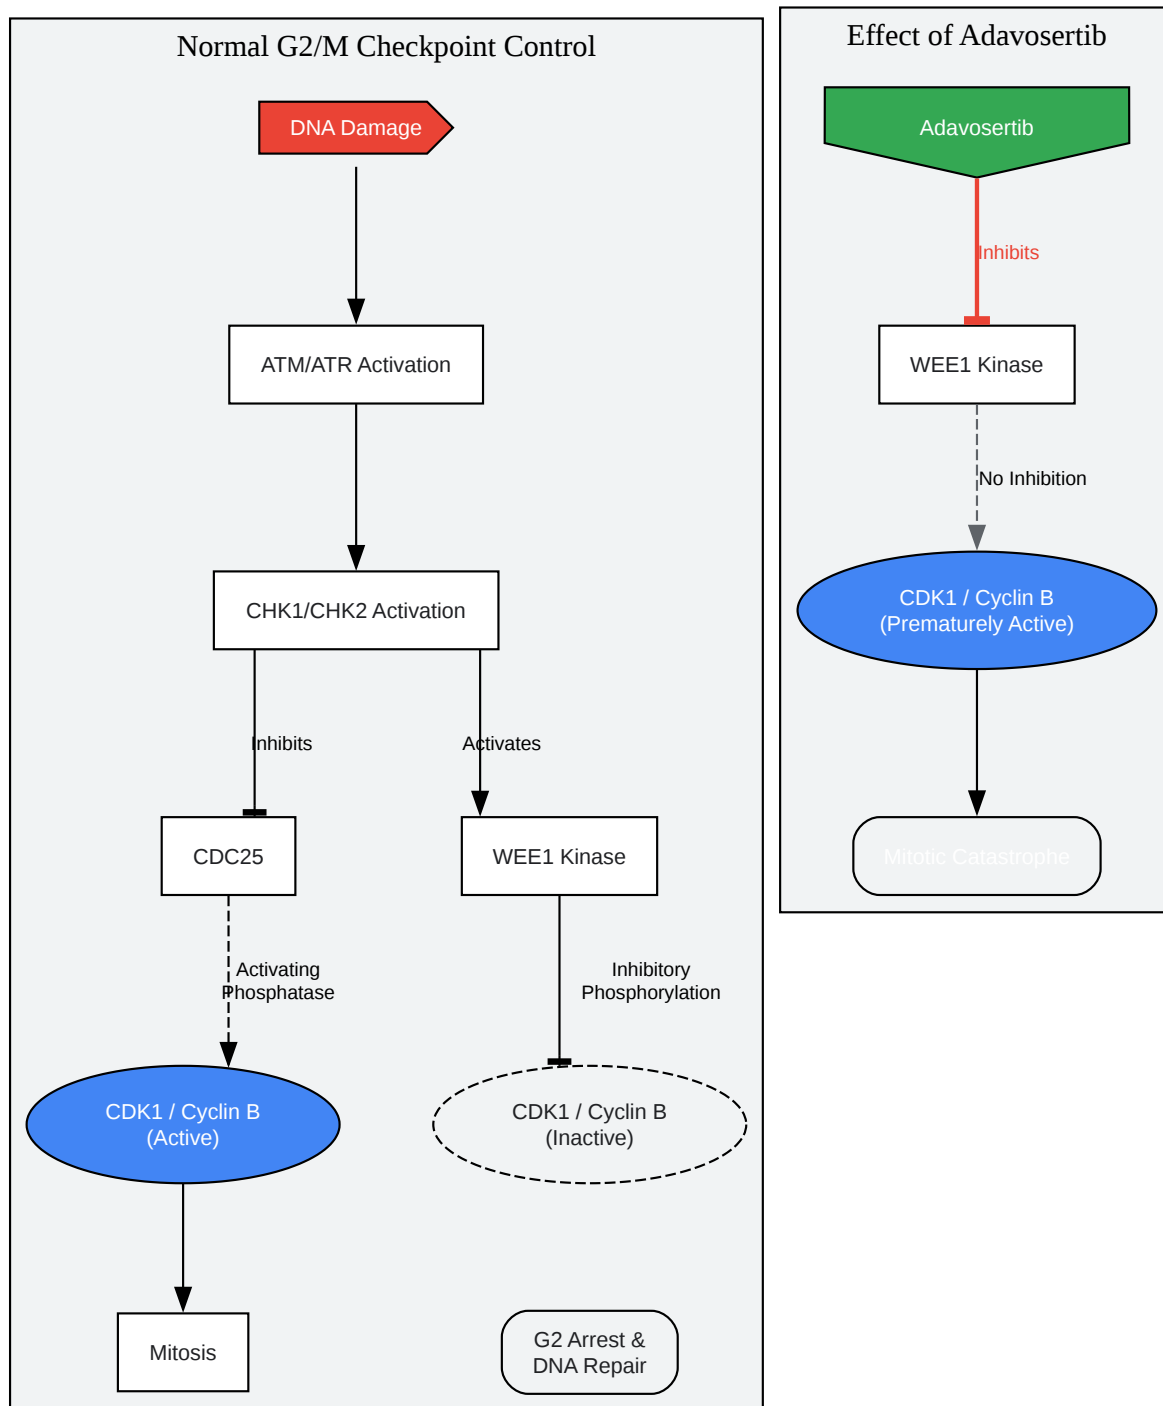 Normal G2/M Checkpoint Control
DNA Damage
ATM/ATR Activation
CHK1/CHK2 Activation
Inhibits
Activates
CDC25
WEE1 Kinase
Activating
Phosphatase
Inhibitory
Phosphorylation
CDK1 / Cyclin B
(Active)
CDK1 / Cyclin B
(Inactive)
Mitosis
G2 Arrest &
DNA Repair
Effect of Adavosertib
Adavosertib
Inhibits
WEE1 Kinase
No Inhibition
CDK1 / Cyclin B
(Prematurely Active)
Mitotic Catastrophe